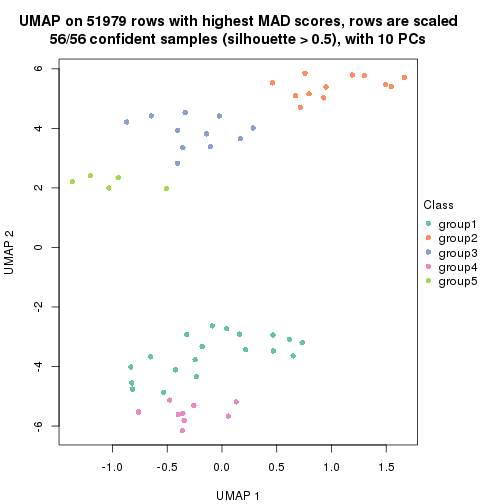 UMAP on 51979 rows with highest MAD scores, rows are scaled
56/56 confident samples (silhouette > 0.5), with 10 PCs
6
4
2
0
-2
-4
-6
UMAP 2
-1.0 -0.5 0.0 0.5 1.0 1.5
UMAP 1
Class
group1
group2
group3
group4
group5